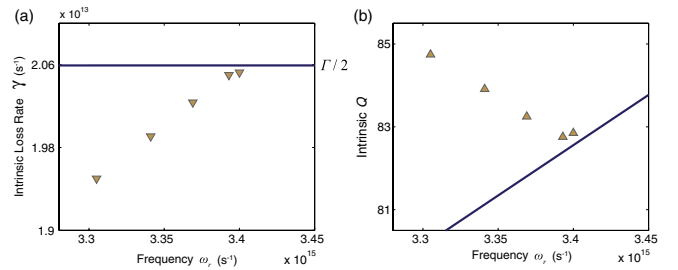 (a)
x 10^13
2.06
1.98
1.9
Intrinsic Loss Rate γ (s⁻¹)
Γ/2
3.3
3.35
3.4
3.45
Frequency ω_r (s⁻¹)
x 10^15
(b)
85
83
81
Intrinsic Q
3.3
3.35
3.4
3.45
Frequency ω_r (s⁻¹)
x 10^15